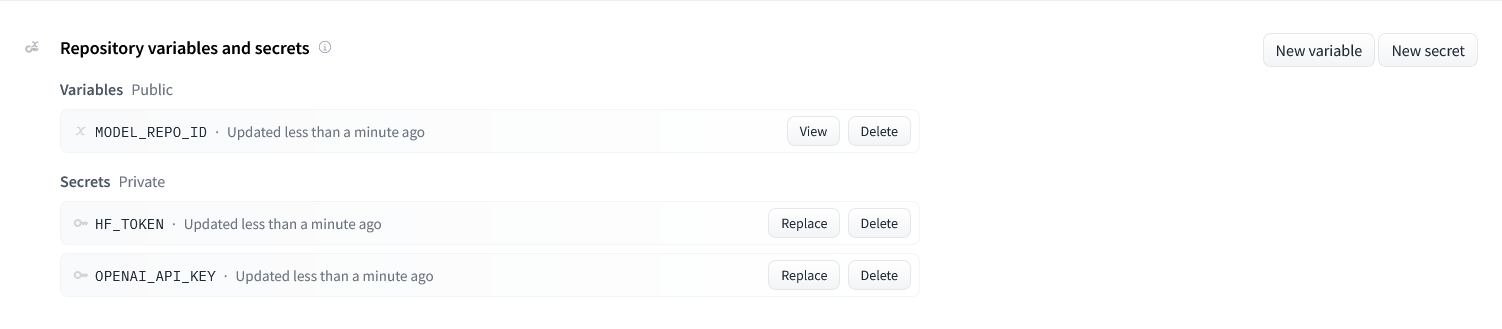 Repository variables and secrets
New variable New secret
Variables Public
MODEL_REPO_ID · Updated less than a minute ago View Delete
Secrets Private
HF_TOKEN · Updated less than a minute ago Replace Delete
OPENAI_API_KEY · Updated less than a minute ago Replace Delete